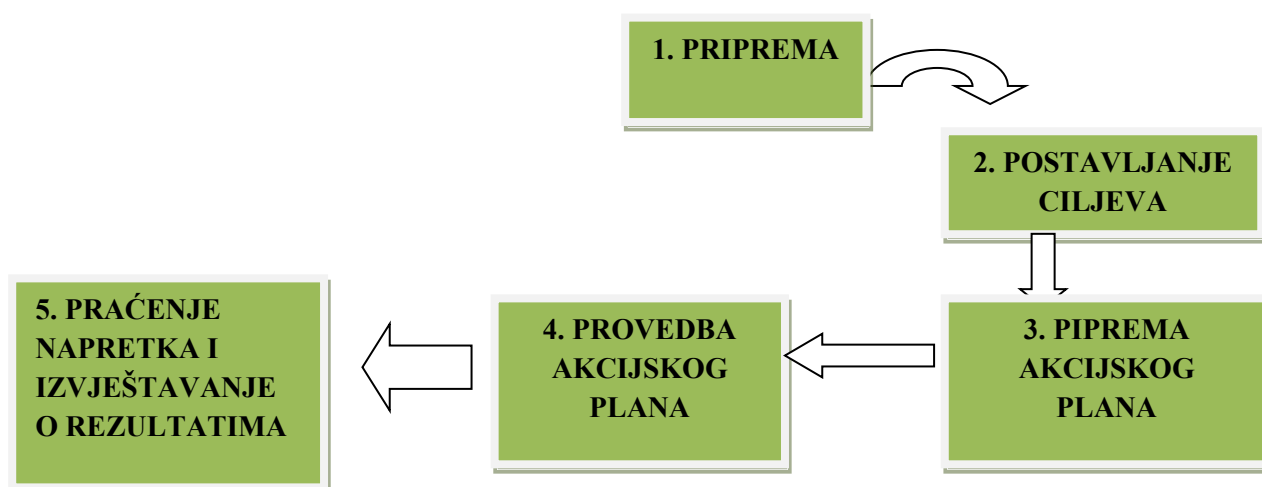 1. PRIPREMA
2. POSTAVLJANJE
CILJEVA
3. PIPREMA
AKCIJSKOG
PLANA
4. PROVEDBA
AKCIJSKOG
PLANA
5. PRAĆENJE
NAPRETKA I
IZVJEŠTAVANJE
O REZULTATIMA